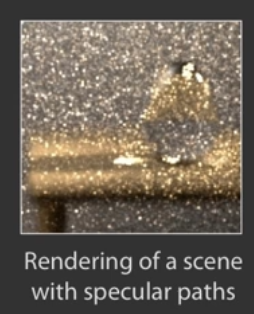 Rendering of a scene
with specular paths